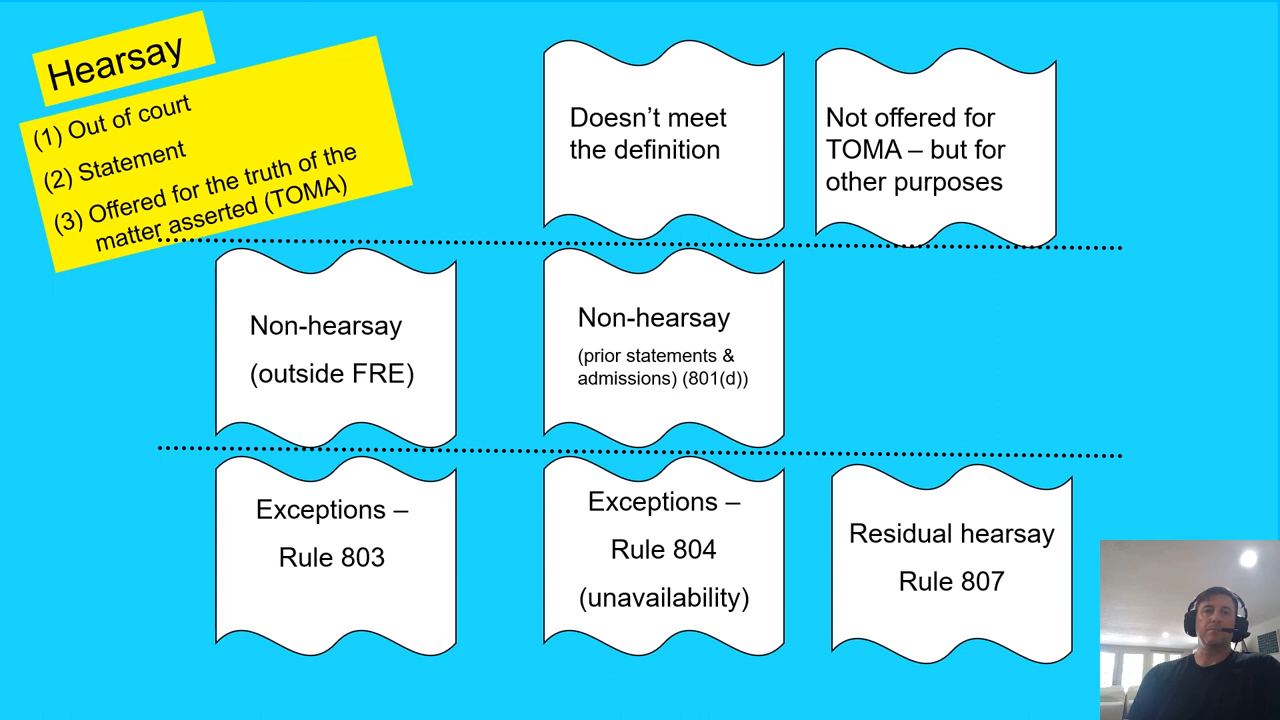 Hearsay
(1) Out of court
(2) Statement
(3) Offered for the truth of the
matter asserted (TOMA)
Doesn’t meet
the definition
Not offered for
TOMA – but for
other purposes
Non-hearsay
(outside FRE)
Non-hearsay
(prior statements &
admissions) (801(d))
Exceptions –
Rule 803
Exceptions –
Rule 804
(unavailability)
Residual hearsay
Rule 807